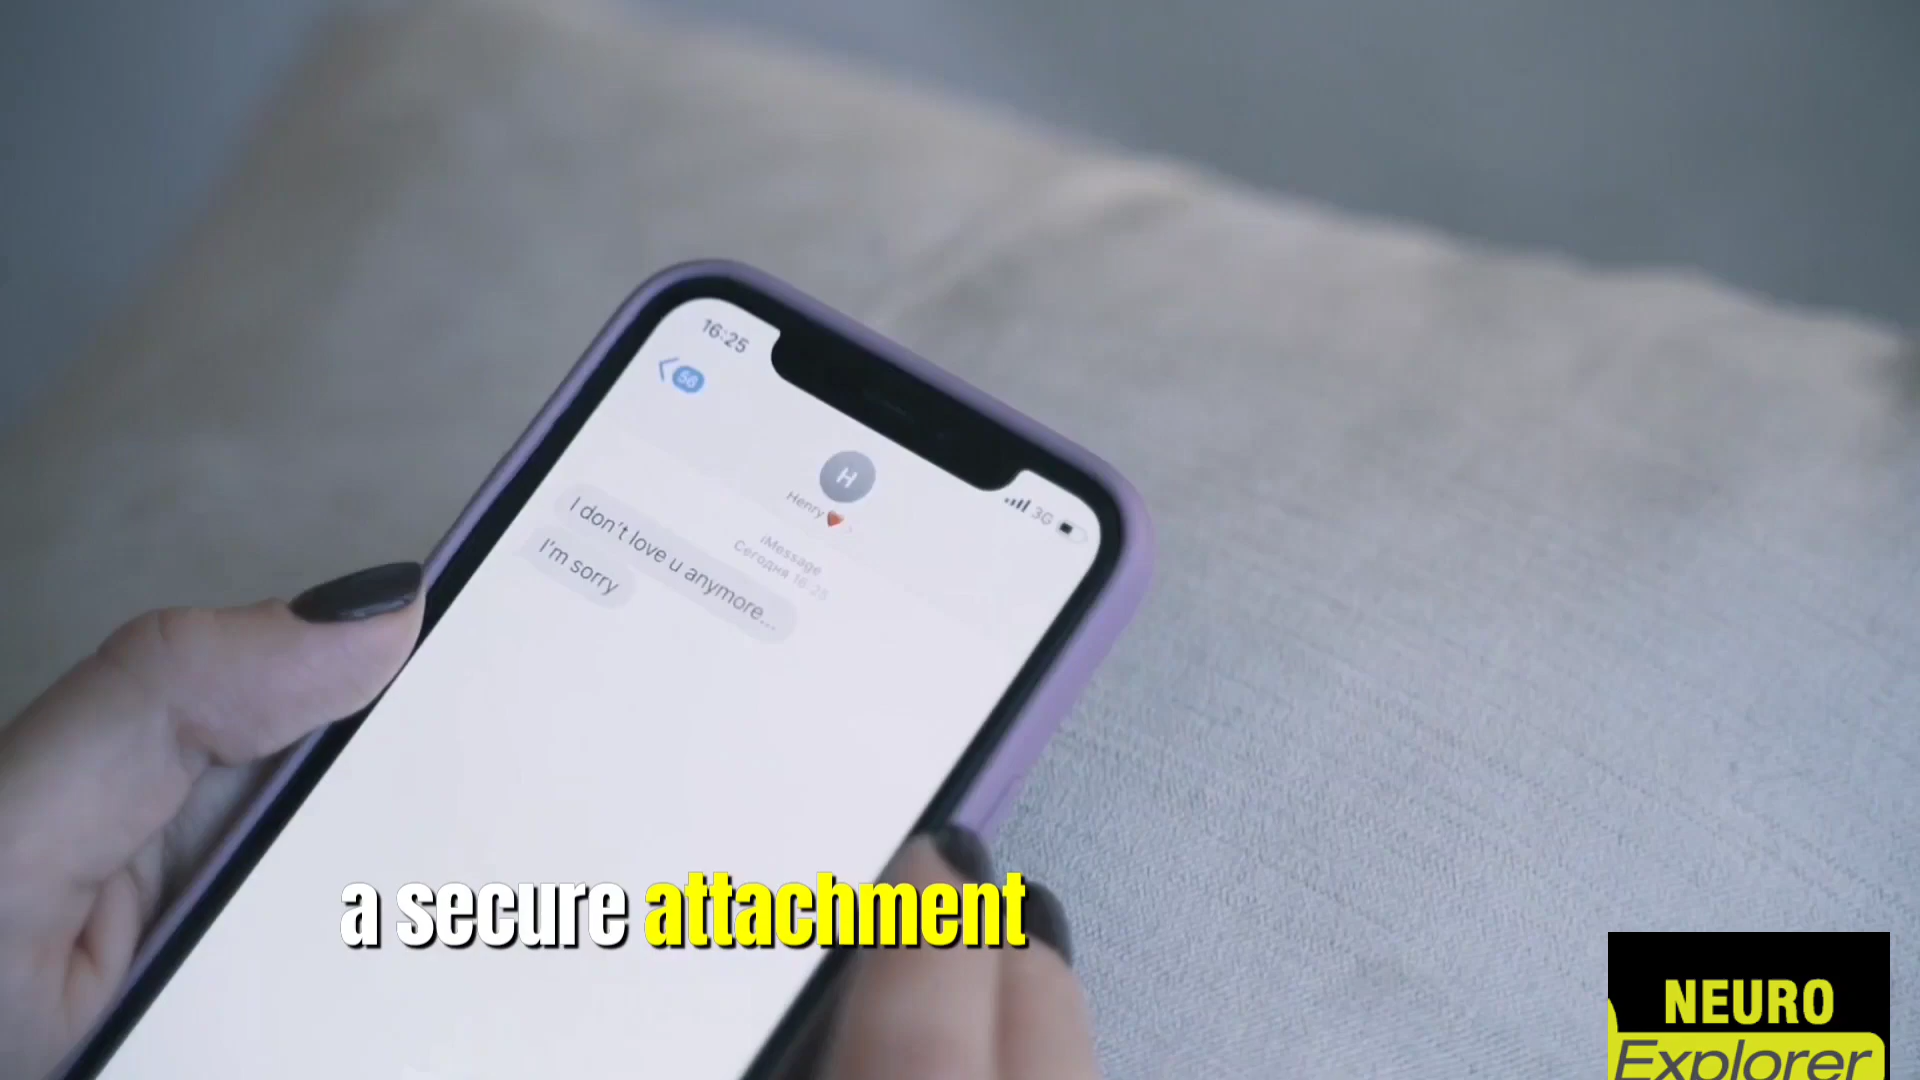 16:25
56
H
Henry ❤️ >
3G
iMessage
Сегодня 16:25
I don't love u anymore...
I'm sorry
a secure attachment
NEURO
Explorer